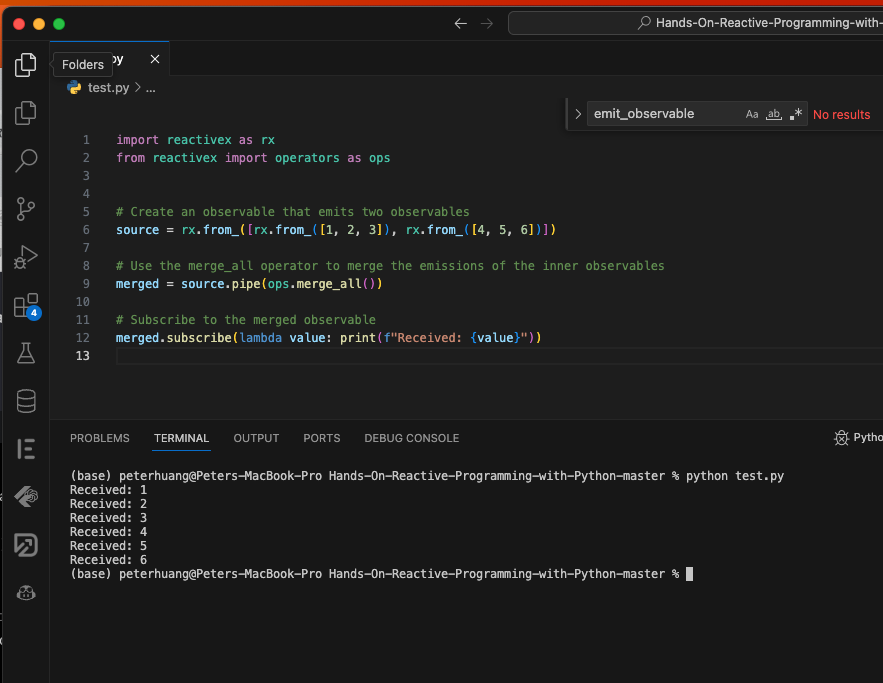 Hands-On-Reactive-Programming-with-
Folders
py
test.py > ...
emit_observable
Aa
ab
.*
No results
1 import reactivex as rx
2 from reactivex import operators as ops
3
4
5 # Create an observable that emits two observables
6 source = rx.from_([rx.from_([1, 2, 3]), rx.from_([4, 5, 6])])
7
8 # Use the merge_all operator to merge the emissions of the inner observables
9 merged = source.pipe(ops.merge_all())
10
11 # Subscribe to the merged observable
12 merged.subscribe(lambda value: print(f"Received: {value}"))
13
4
PROBLEMS TERMINAL OUTPUT PORTS DEBUG CONSOLE
Pytho
(base) peterhuang@Peters-MacBook-Pro Hands-On-Reactive-Programming-with-Python-master % python test.py
Received: 1
Received: 2
Received: 3
Received: 4
Received: 5
Received: 6
(base) peterhuang@Peters-MacBook-Pro Hands-On-Reactive-Programming-with-Python-master %